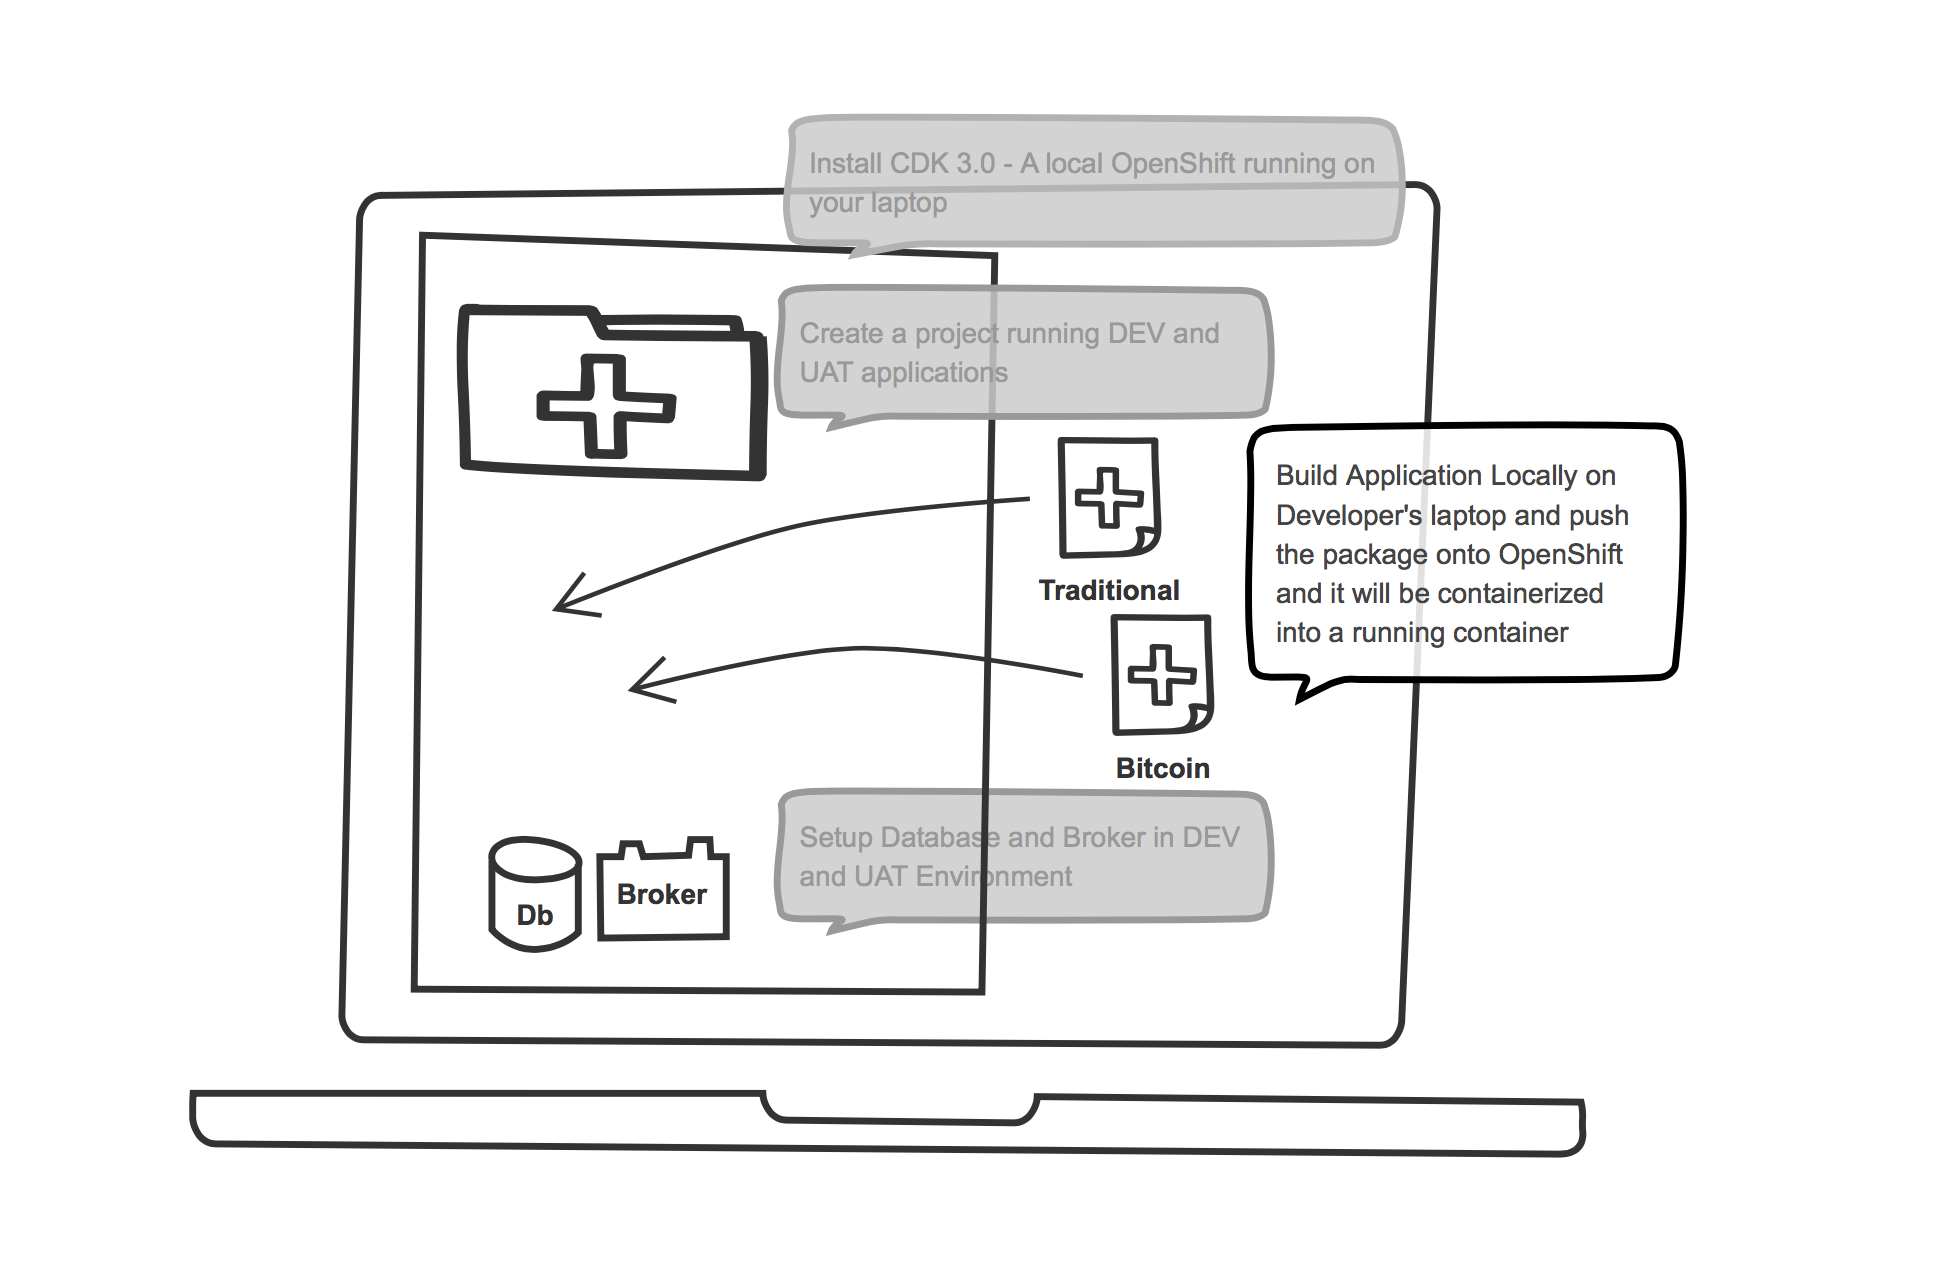 Install CDK 3.0 - A local OpenShift running on
your laptop
Create a project running DEV and
UAT applications
Build Application Locally on
Developer's laptop and push
the package onto OpenShift
and it will be containerized
into a running container
Traditional
Bitcoin
Setup Database and Broker in DEV
and UAT Environment
Broker
Db